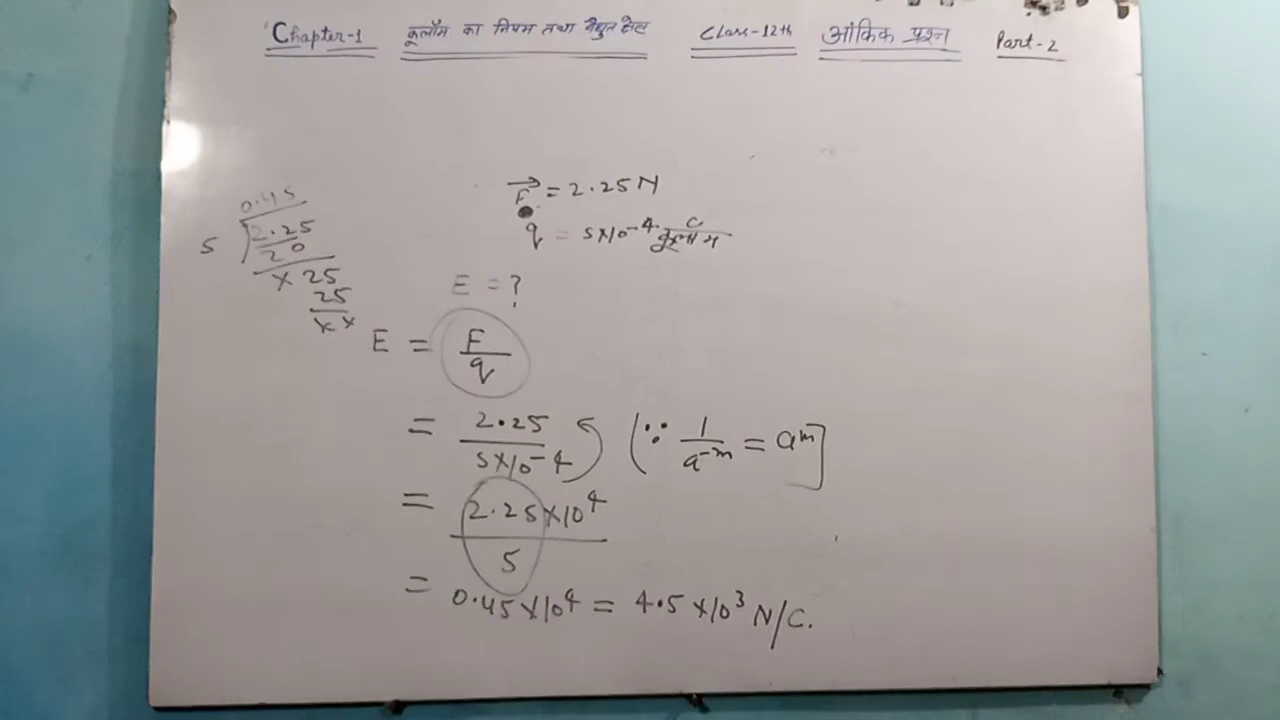 Chapter-1 कूलॉम का नियम तथा वैद्युत क्षेत्र Class-12th आंकिक प्रश्न Part-2
F = 2.25 N
q = 5×10⁻⁴ C
E = ?
0.45
5 2.25
20
× 25
25
× ×
E = F/q
= 2.25/5×10⁻⁴ (∵ 1/a⁻ᵐ = aᵐ]
= 2.25×10⁴/5
= 0.45×10⁴ = 4.5×10³ N/C.